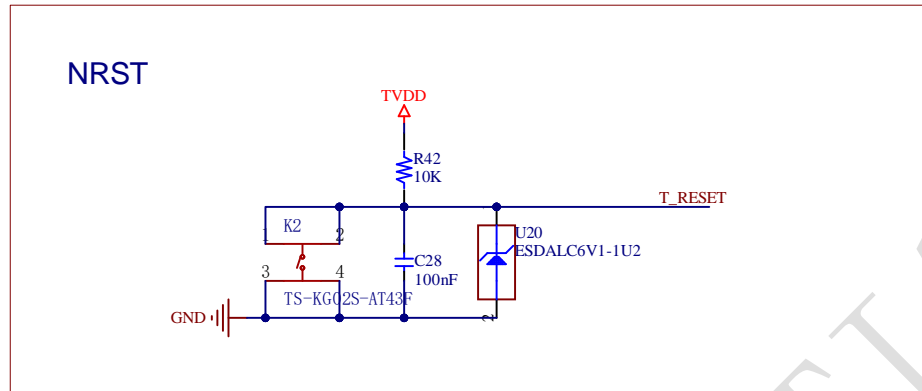 NRST
TVDD
R42
10K
T_RESET
K2
1
2
U20
ESDALC6V1-1U2
3
4
C28
100nF
TS-KG02S-AT43F
GND
2